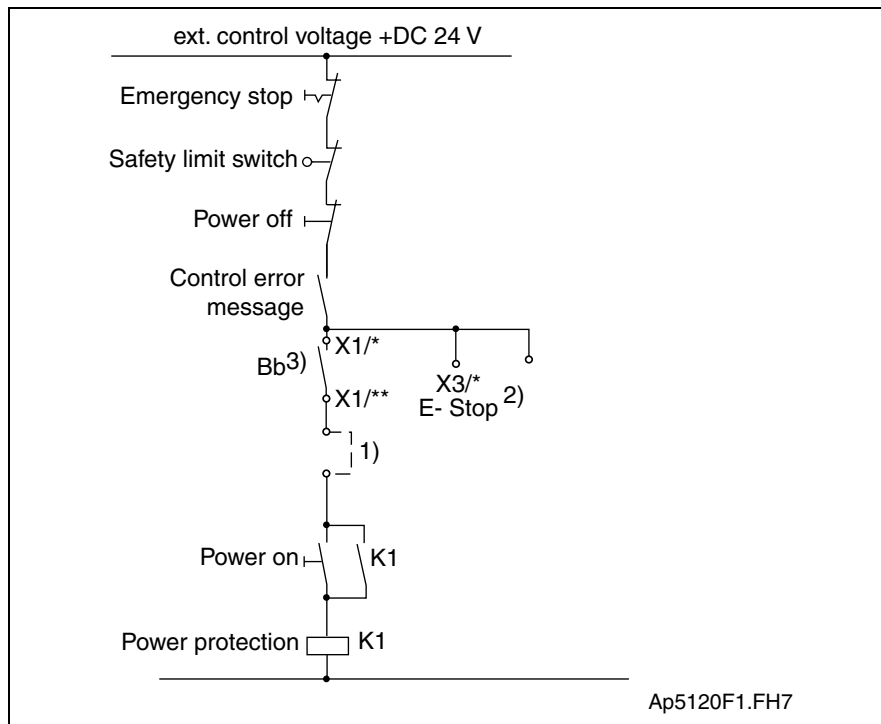 ext. control voltage +DC 24 V
Emergency stop
Safety limit switch
Power off
Control error
message
X1/*
Bb3)
X3/*
E- Stop 2)
X1/**
1)
Power on
K1
Power protection
K1
Ap5120F1.FH7